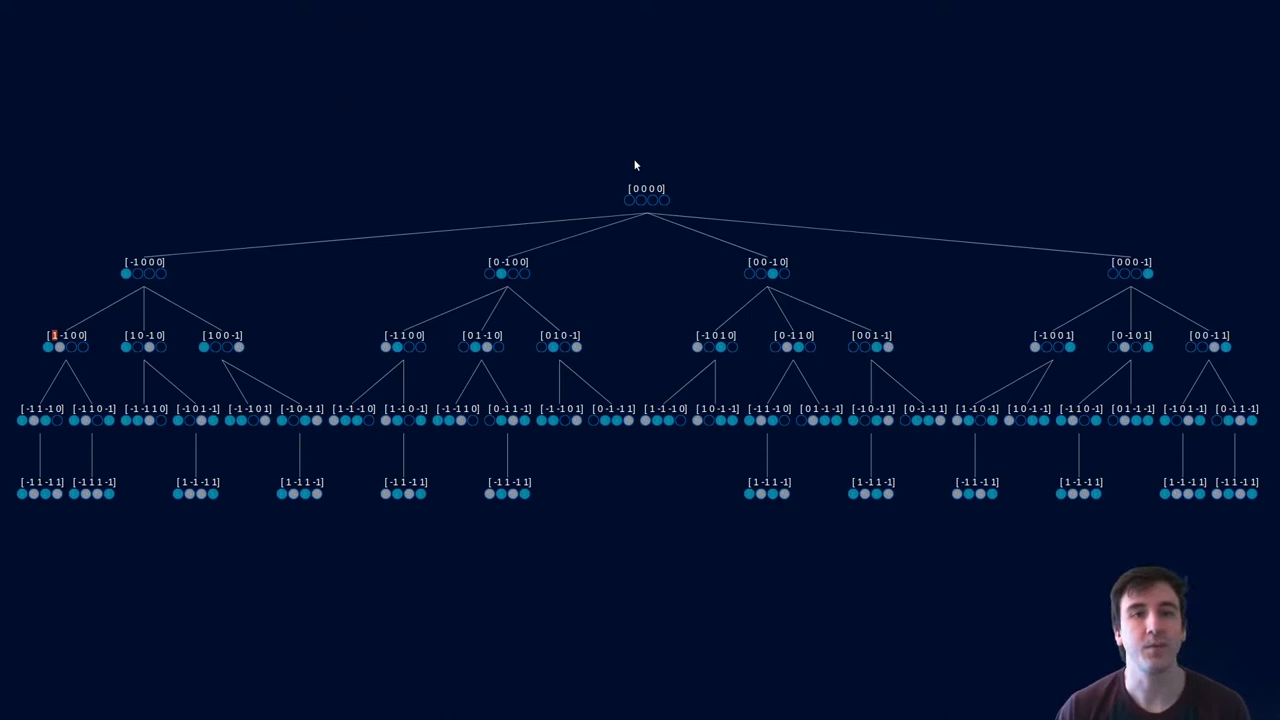 [ 0 0 0 0]
[ -1 0 0 0] [ 0 -1 0 0] [ 0 0 -1 0] [ 0 0 0 -1]
[ 1 -1 0 0] [ 1 0 -1 0] [ 1 0 0 -1] [ -1 1 0 0] [ 0 1 -1 0] [ 0 1 0 -1] [ -1 0 1 0] [ 0 -1 1 0] [ 0 0 1 -1] [ -1 0 0 1] [ 0 -1 0 1] [ 0 0 -1 1]
[ -1 1 -1 0] [ -1 1 0 -1] [ -1 -1 1 0] [ -1 0 1 -1] [ -1 -1 0 1] [ -1 0 -1 1] [ 1 -1 -1 0] [ 1 -1 0 -1] [ -1 -1 1 0] [ 0 -1 1 -1] [ -1 -1 0 1] [ 0 -1 -1 1] [ 1 -1 -1 0] [ 1 0 -1 -1] [ -1 1 -1 0] [ 0 1 -1 -1] [ -1 0 -1 1] [ 0 -1 -1 1] [ 1 -1 0 -1] [ 1 0 -1 -1] [ -1 1 0 -1] [ 0 1 -1 -1] [ -1 0 1 -1] [ 0 -1 1 -1]
[ -1 1 -1 1] [ -1 1 1 -1] [ 1 -1 -1 1] [ 1 -1 1 -1] [ -1 1 -1 1] [ -1 1 -1 1] [ 1 -1 1 -1] [ 1 -1 1 -1] [ -1 1 -1 1] [ 1 -1 -1 1] [ 1 -1 1 -1] [ -1 1 -1 1]